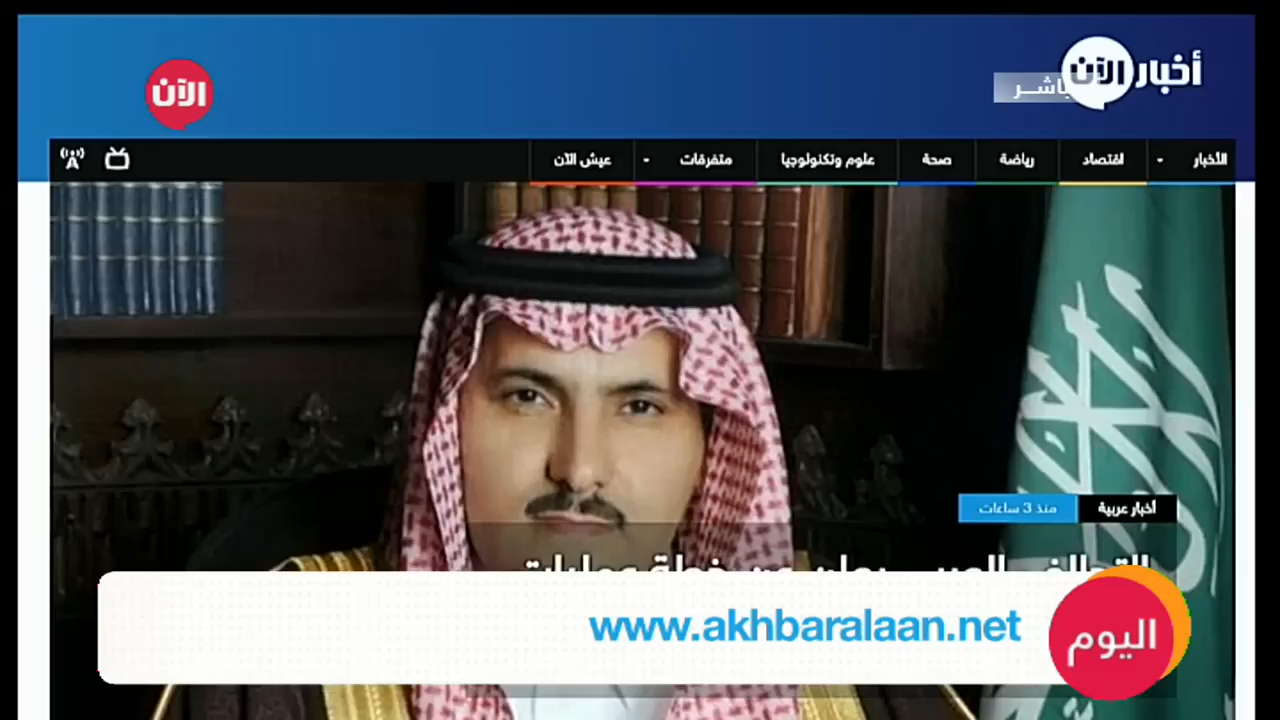 أخبار الآن
الآن
الأخبار
اقتصاد
رياضة
صحة
علوم وتكنولوجيا
متفرقات
عيش الآن
أخبار عربية
منذ 3 ساعات
www.akhbaralaan.net
اليوم